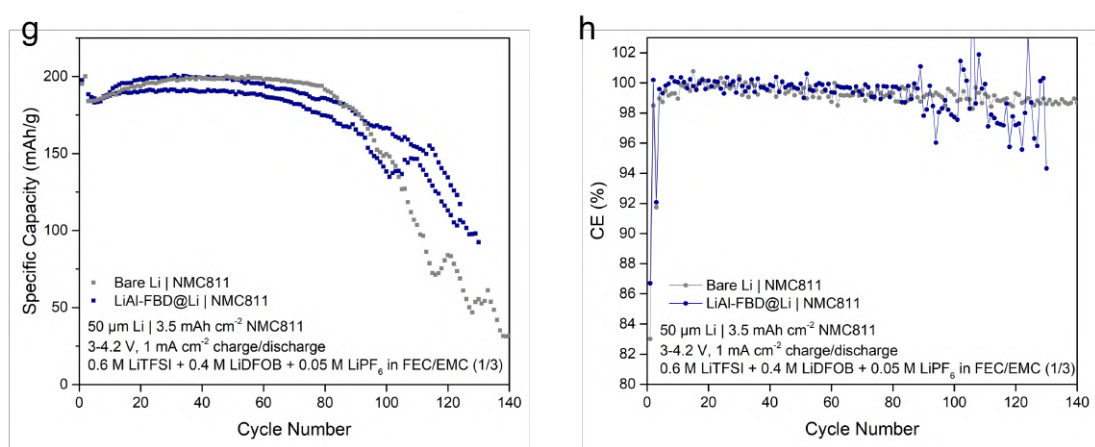 g
200
150
100
50
0
Specific Capacity (mAh/g)
Bare Li | NMC811
LiAl-FBD@Li | NMC811
50 µm Li | 3.5 mAh cm⁻² NMC811
3-4.2 V, 1 mA cm⁻² charge/discharge
0.6 M LiTFSI + 0.4 M LiDFOB + 0.05 M LiPF₆ in FEC/EMC (1/3)
0 20 40 60 80 100 120 140
Cycle Number
h
102
100
98
96
94
92
90
88
86
84
82
80
CE (%)
Bare Li | NMC811
LiAl-FBD@Li | NMC811
50 µm Li | 3.5 mAh cm⁻² NMC811
3-4.2 V, 1 mA cm⁻² charge/discharge
0.6 M LiTFSI + 0.4 M LiDFOB + 0.05 M LiPF₆ in FEC/EMC (1/3)
0 20 40 60 80 100 120 140
Cycle Number